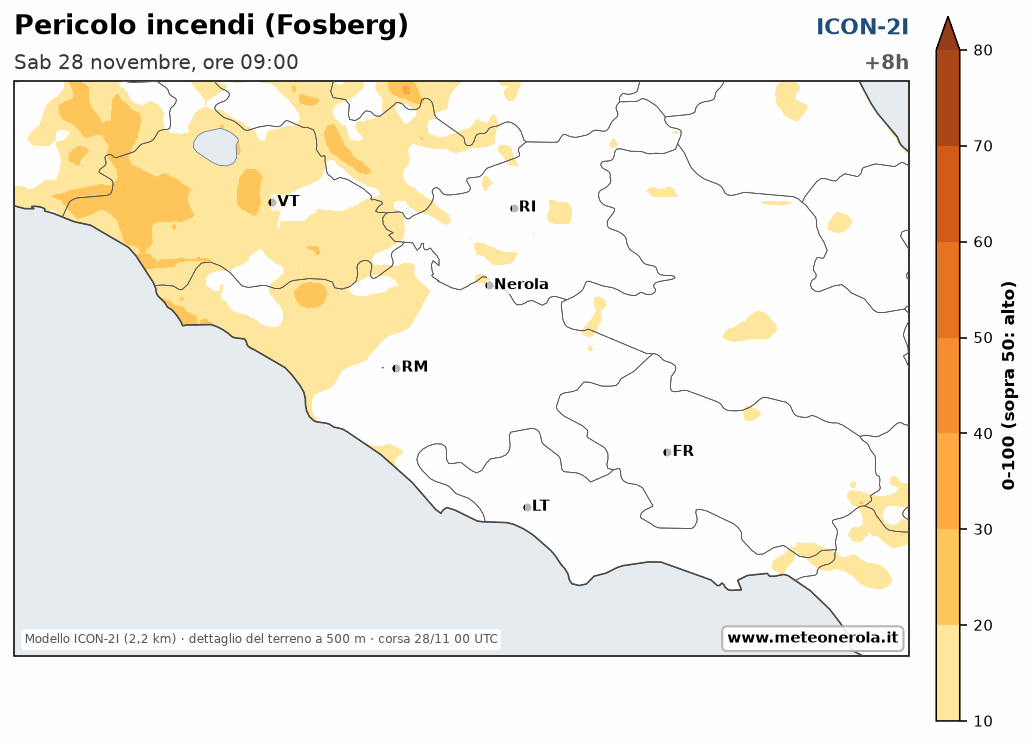 Pericolo incendi (Fosberg)
ICON-2I
Sab 28 novembre, ore 09:00
+8h
80
70
60
50
40
30
20
10
0-100 (sopra 50: alto)
VT
RI
Nerola
RM
FR
LT
Modello ICON-2I (2,2 km) · dettaglio del terreno a 500 m · corsa 28/11 00 UTC
www.meteonerola.it